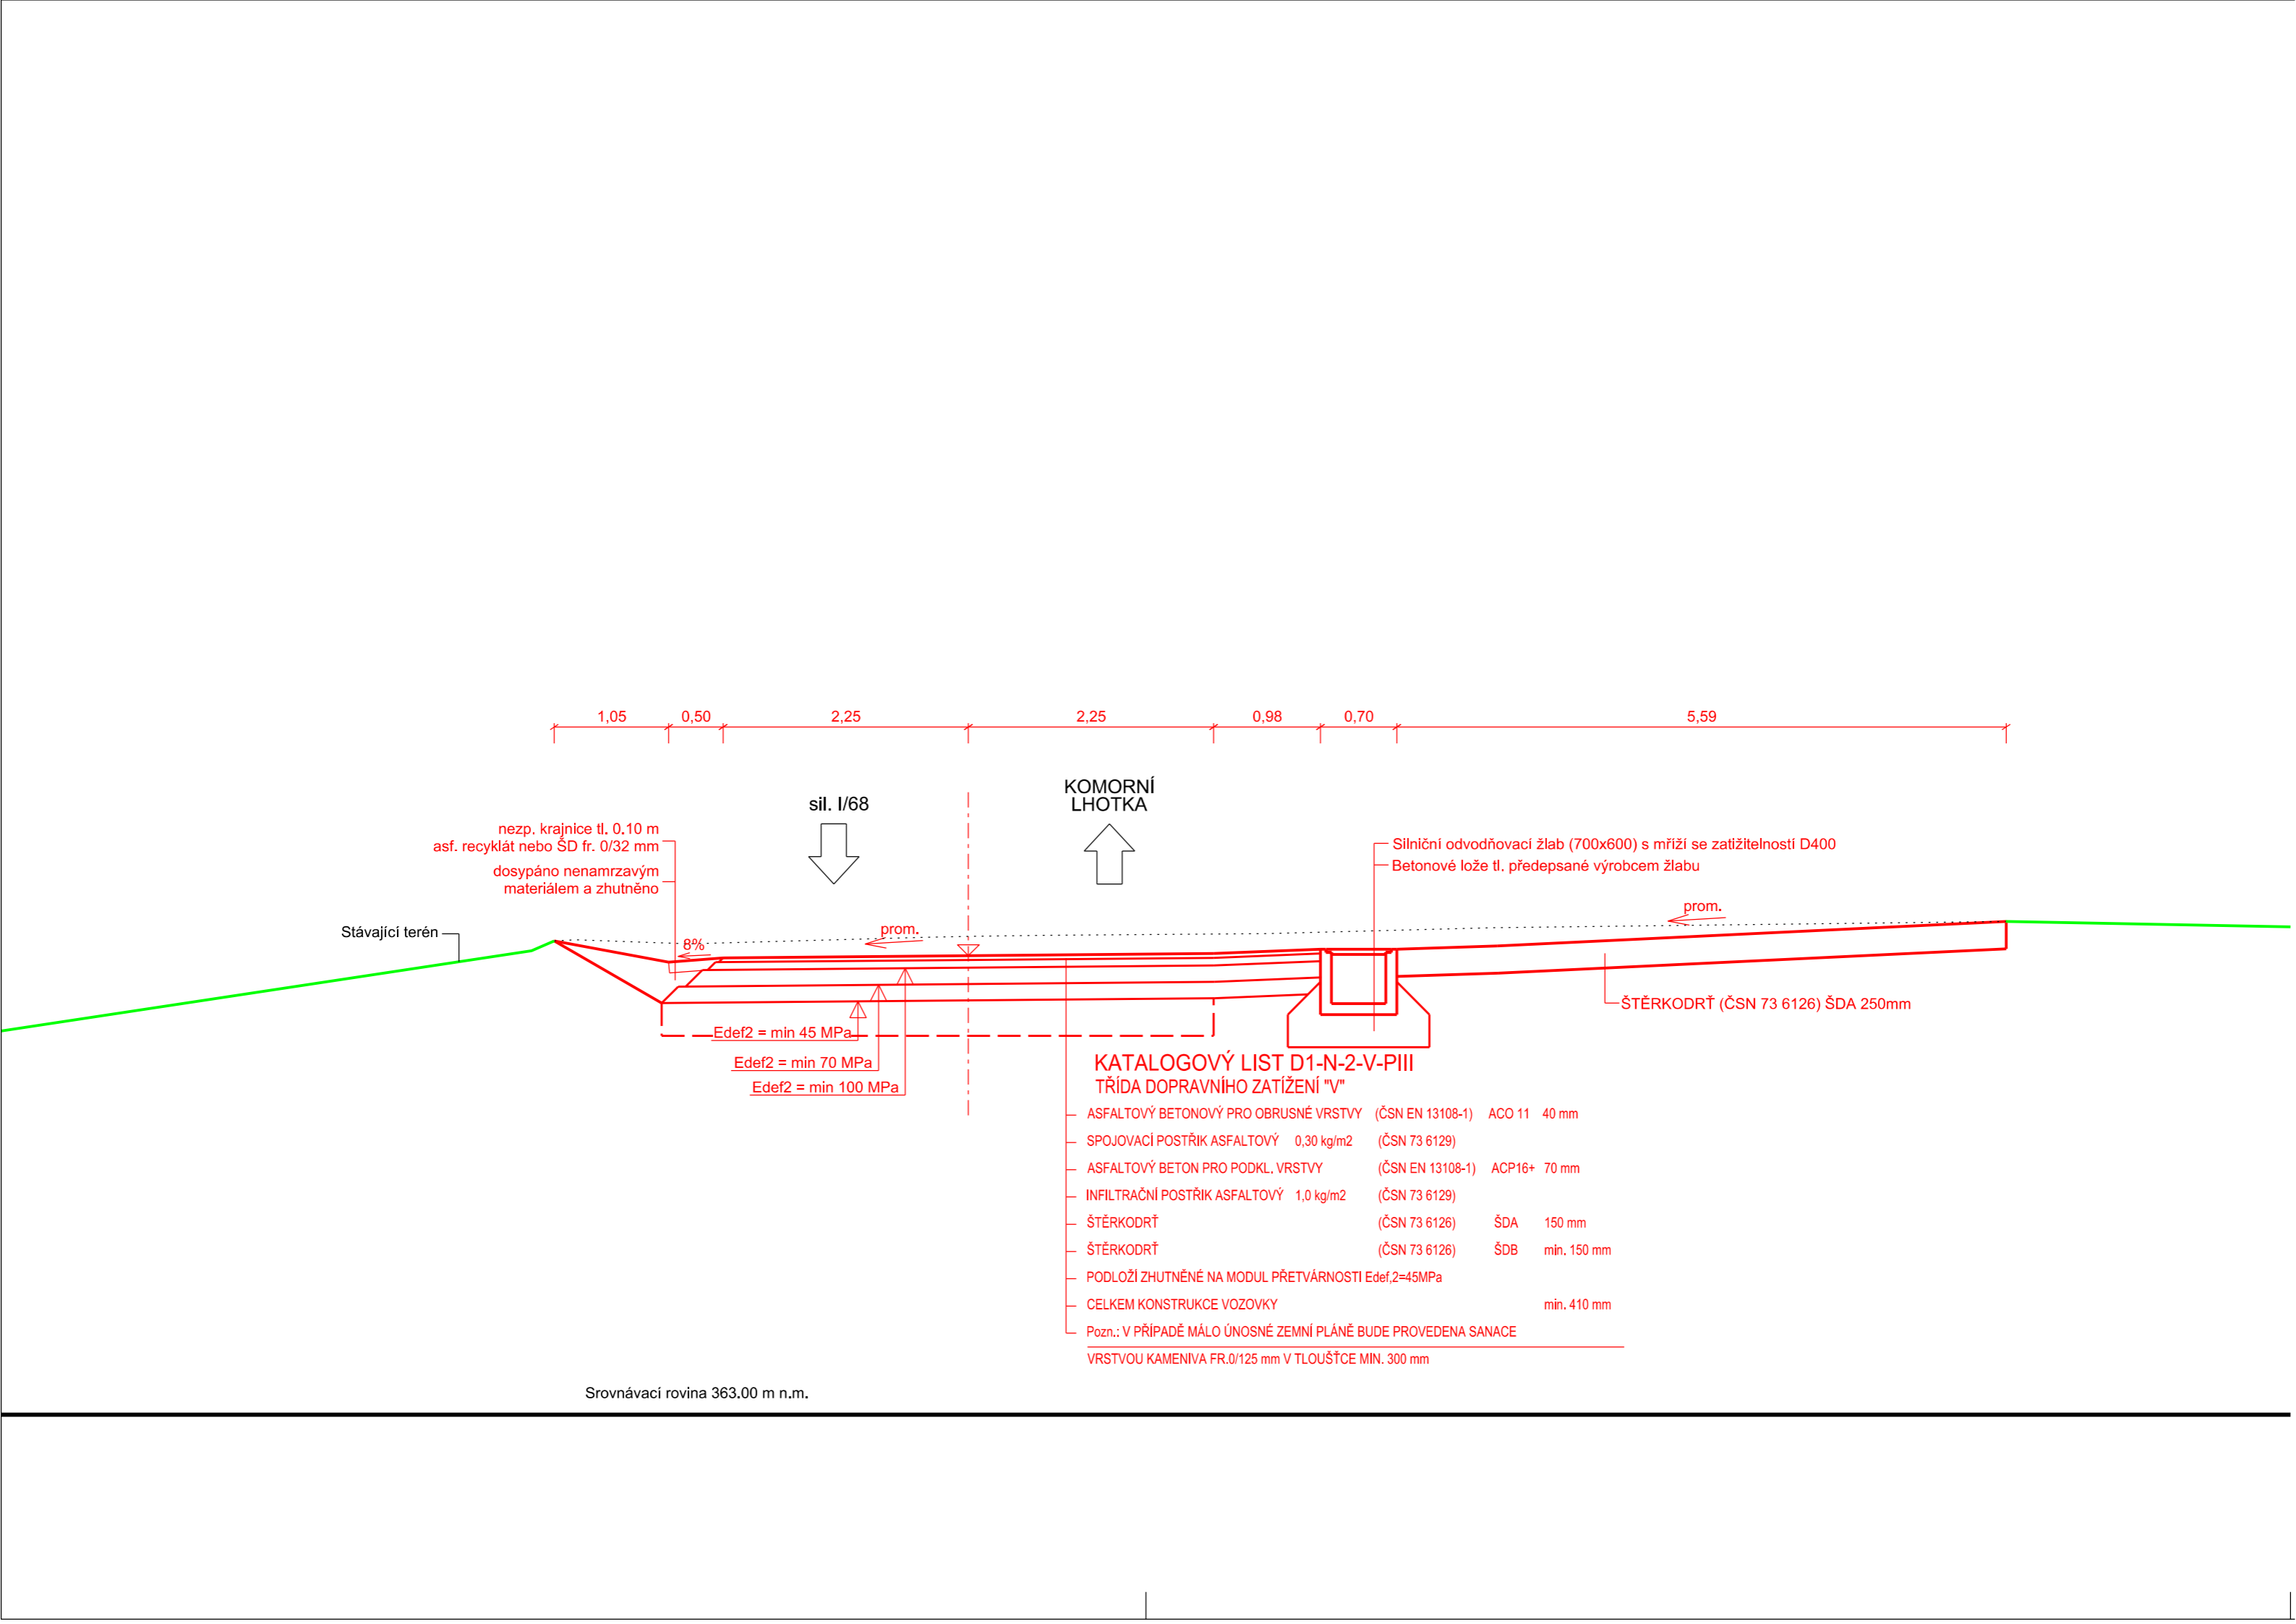 1,05 0,50 2,25 2,25 0,98 0,70 5,59
sil. I/68
KOMORNÍ
LHOTKA
nezp. krajnice tl. 0.10 m
asf. recyklát nebo ŠD fr. 0/32 mm
dosypáno nenamrzavým
materiálem a zhutněno
Silniční odvodňovací žlab (700x600) s mříží se zatižitelností D400
Betonové lože tl. předepsané výrobcem žlabu
Stávající terén
8%
prom.
prom.
ŠTĚRKODRŤ (ČSN 73 6126) ŠDA 250mm
Edef2 = min 45 MPa
Edef2 = min 70 MPa
Edef2 = min 100 MPa
KATALOGOVÝ LIST D1-N-2-V-PIII
TŘÍDA DOPRAVNÍHO ZATÍŽENÍ "V"
ASFALTOVÝ BETONOVÝ PRO OBRUSNÉ VRSTVY (ČSN EN 13108-1) ACO 11 40 mm
SPOJOVACÍ POSTŘIK ASFALTOVÝ 0,30 kg/m2 (ČSN 73 6129)
ASFALTOVÝ BETON PRO PODKL. VRSTVY (ČSN EN 13108-1) ACP16+ 70 mm
INFILTRAČNÍ POSTŘIK ASFALTOVÝ 1,0 kg/m2 (ČSN 73 6129)
ŠTĚRKODRŤ (ČSN 73 6126) ŠDA 150 mm
ŠTĚRKODRŤ (ČSN 73 6126) ŠDB min. 150 mm
PODLOŽÍ ZHUTNĚNÉ NA MODUL PŘETVÁRNOSTI Edef,2=45MPa
CELKEM KONSTRUKCE VOZOVKY min. 410 mm
Pozn.: V PŘÍPADĚ MÁLO ÚNOSNÉ ZEMNÍ PLÁNĚ BUDE PROVEDENA SANACE
VRSTVOU KAMENIVA FR.0/125 mm V TLOUŠŤCE MIN. 300 mm
Srovnávací rovina 363.00 m n.m.